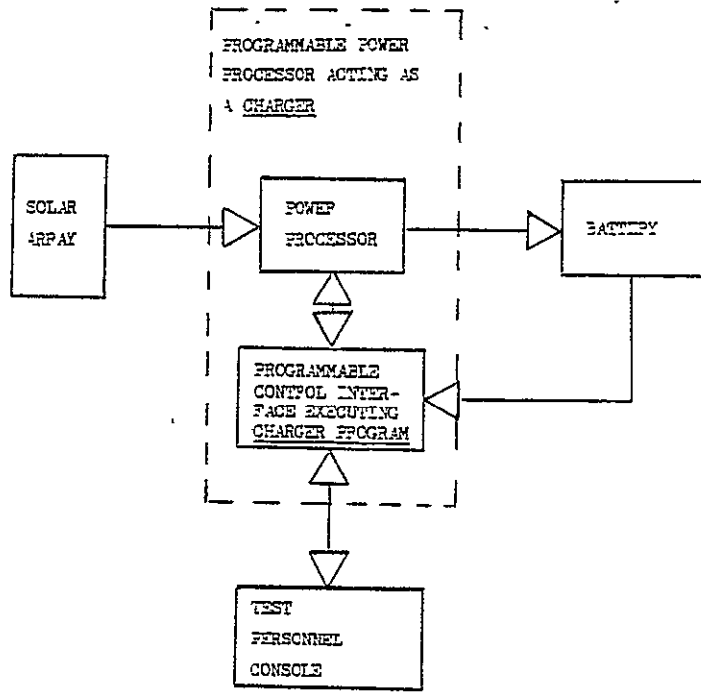 PROGRAMMABLE POWER
PROCESSOR ACTING AS
A CHARGER
SOLAR
ARRAY
POWER
PROCESSOR
BATTERY
PROGRAMMABLE
CONTROL INTER-
FACE EXECUTING
CHARGER PROGRAM
TEST
PERSONNEL
CONSOLE